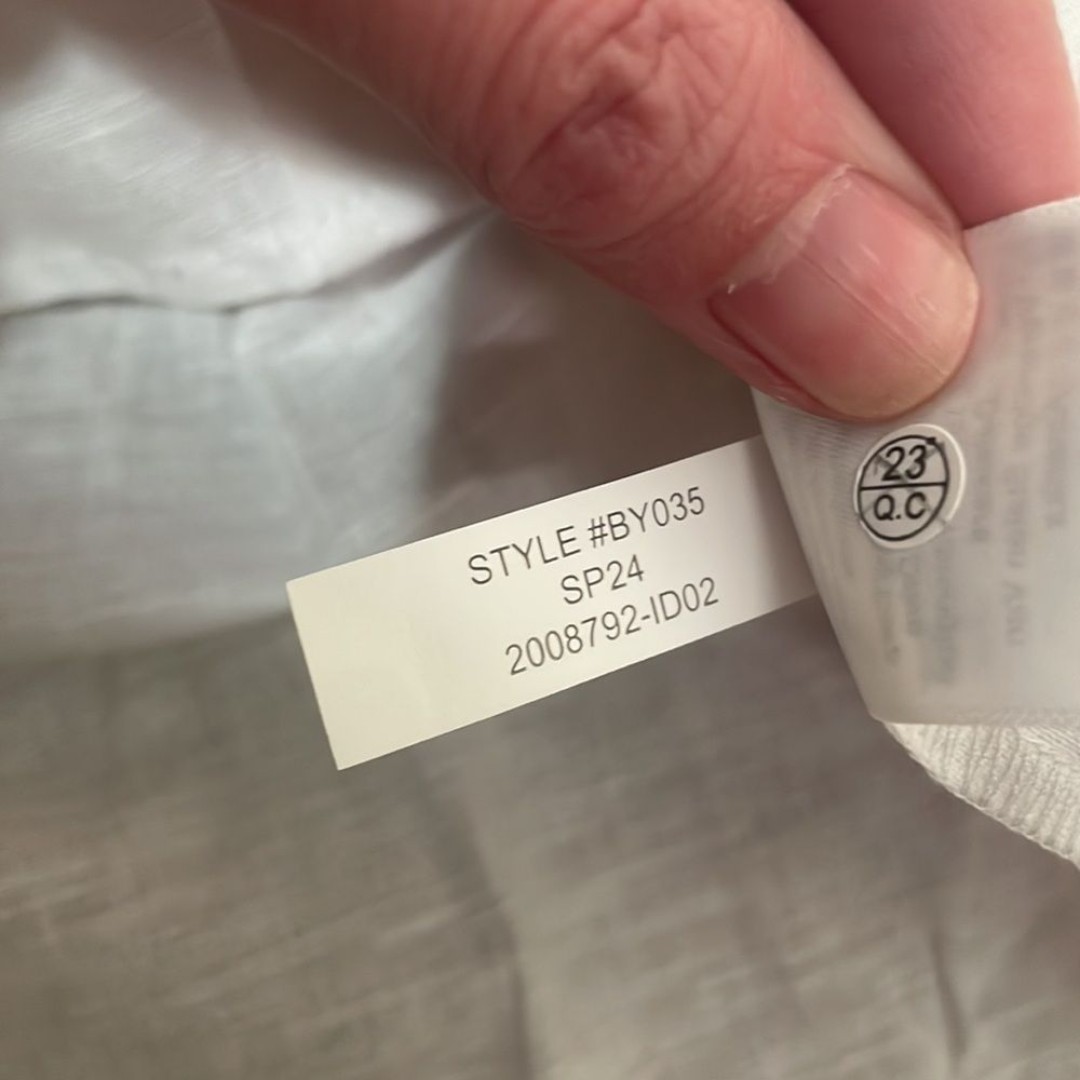 STYLE #BY035
SP24
2008792-ID02
23
Q.C